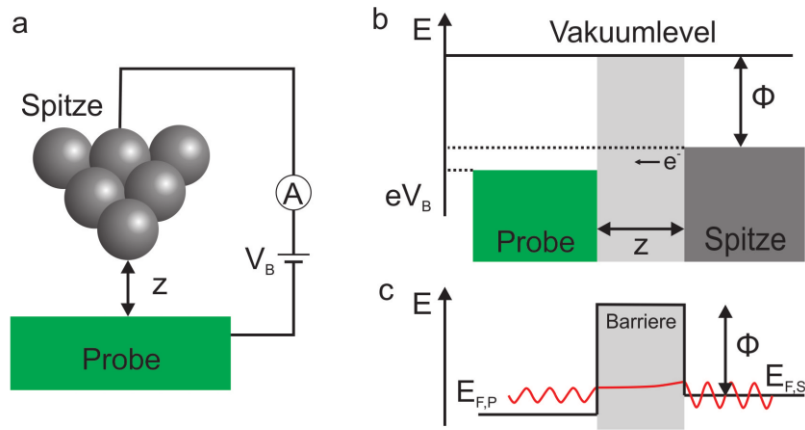 a
Spitze
A
V_B
z
Probe
b
E
Vakuumlevel
Φ
e⁻
eV_B
Probe
z
Spitze
c
E
Barriere
Φ
E_F,P
E_F,S